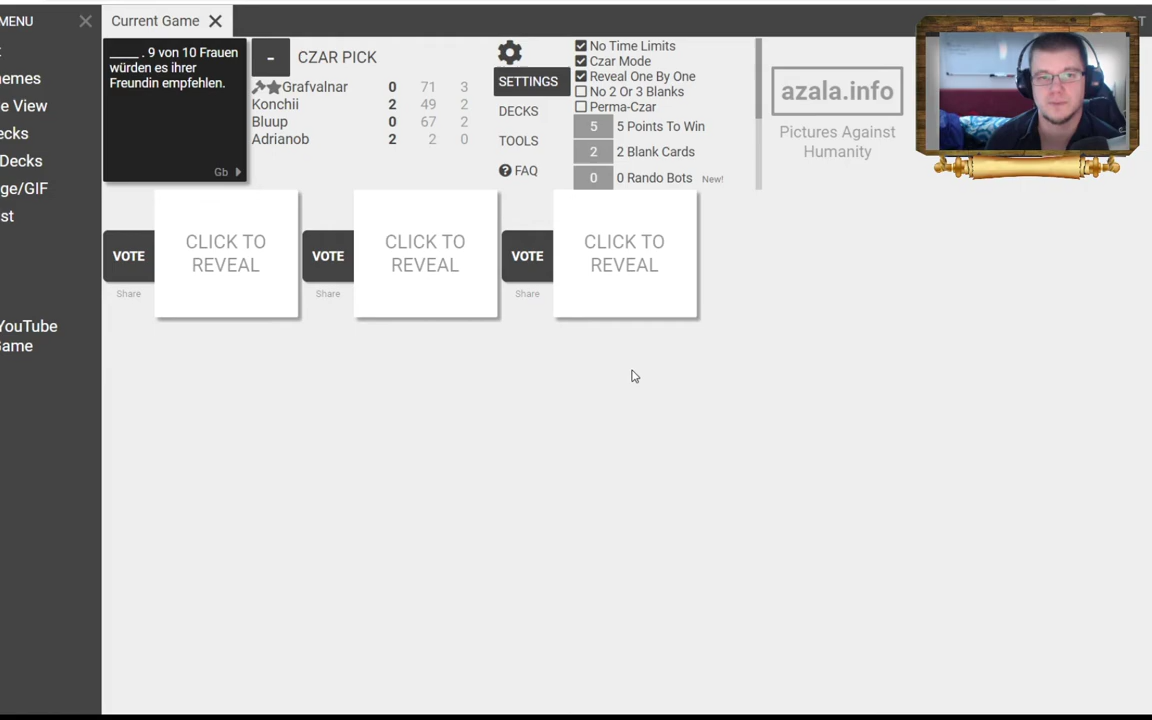 MENU
Current Game
emes
e View
ecks
Decks
ge/GIF
st
YouTube
Game
_____ . 9 von 10 Frauen
würden es ihrer
Freundin empfehlen.
Gb
-
CZAR PICK
Grafvalnar 0 71 3
Konchii 2 49 2
Bluup 0 67 2
Adrianob 2 2 0
SETTINGS
DECKS
TOOLS
FAQ
No Time Limits
Czar Mode
Reveal One By One
No 2 Or 3 Blanks
Perma-Czar
5 5 Points To Win
2 2 Blank Cards
0 0 Rando Bots New!
azala.info
Pictures Against
Humanity
VOTE
Share
CLICK TO
REVEAL
VOTE
Share
CLICK TO
REVEAL
VOTE
Share
CLICK TO
REVEAL